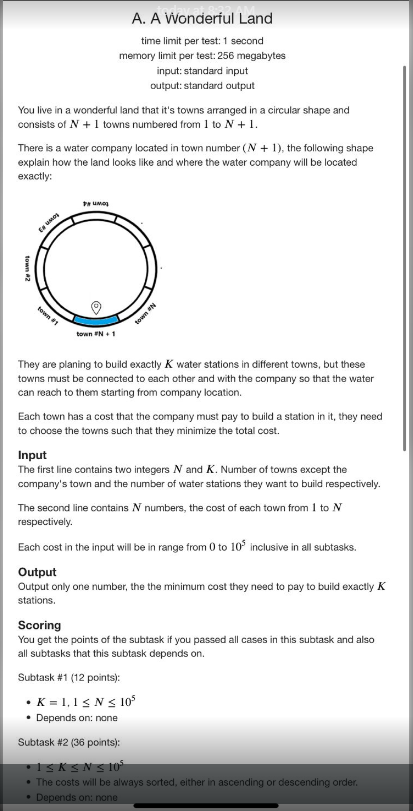 today at 8:33 AM
A. A Wonderful Land
time limit per test: 1 second
memory limit per test: 256 megabytes
input: standard input
output: standard output
You live in a wonderful land that it's towns arranged in a circular shape and
consists of N + 1 towns numbered from 1 to N + 1.
There is a water company located in town number (N + 1), the following shape
explain how the land looks like and where the water company will be located
exactly:
town #4
town #3
town #2
town #1
town #N
town #N + 1
They are planing to build exactly K water stations in different towns, but these
towns must be connected to each other and with the company so that the water
can reach to them starting from company location.
Each town has a cost that the company must pay to build a station in it, they need
to choose the towns such that they minimize the total cost.
Input
The first line contains two integers N and K. Number of towns except the
company's town and the number of water stations they want to build respectively.
The second line contains N numbers, the cost of each town from 1 to N
respectively.
Each cost in the input will be in range from 0 to 10⁵ inclusive in all subtasks.
Output
Output only one number, the the minimum cost they need to pay to build exactly K
stations.
Scoring
You get the points of the subtask if you passed all cases in this subtask and also
all subtasks that this subtask depends on.
Subtask #1 (12 points):
• K = 1, 1 ≤ N ≤ 10⁵
• Depends on: none
Subtask #2 (36 points):
• 1 ≤ K ≤ N ≤ 10⁵
• The costs will be always sorted, either in ascending or descending order.
• Depends on: none